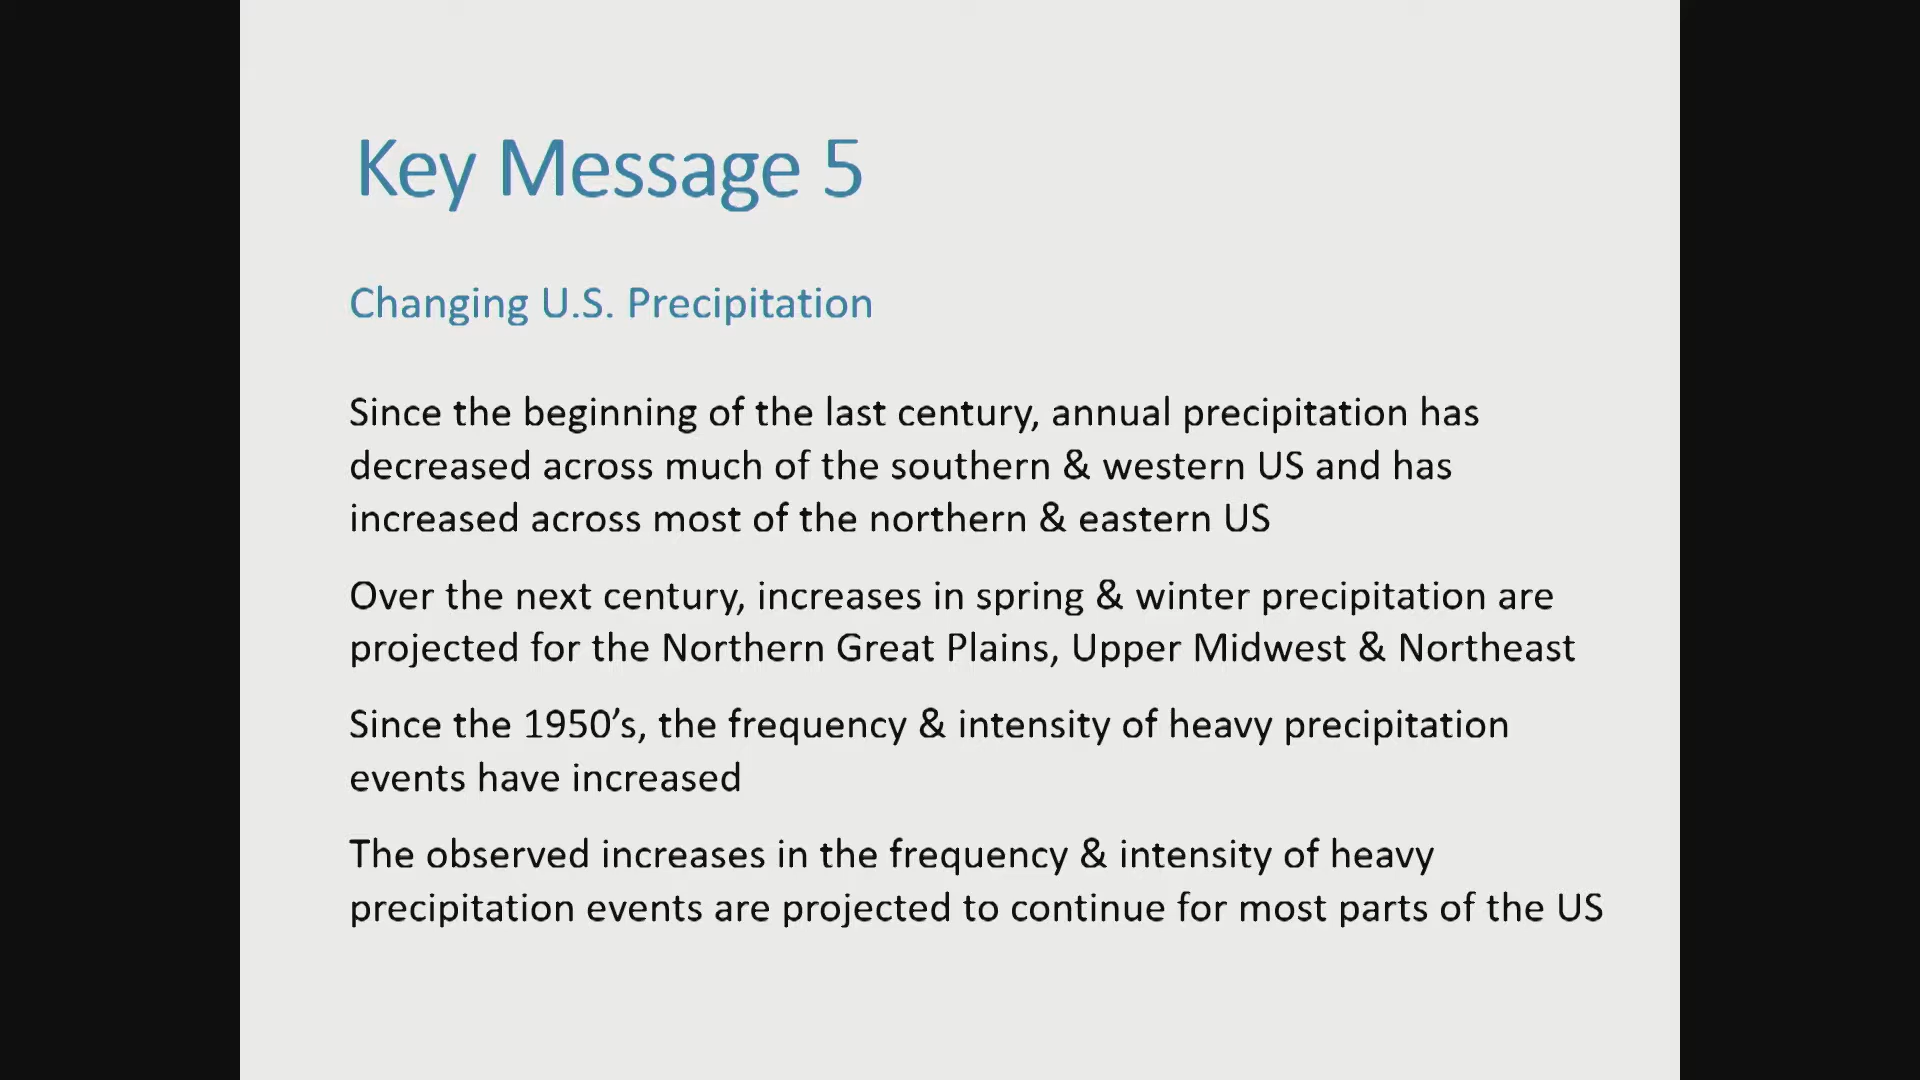 Key Message 5
Changing U.S. Precipitation
Since the beginning of the last century, annual precipitation has
decreased across much of the southern & western US and has
increased across most of the northern & eastern US
Over the next century, increases in spring & winter precipitation are
projected for the Northern Great Plains, Upper Midwest & Northeast
Since the 1950’s, the frequency & intensity of heavy precipitation
events have increased
The observed increases in the frequency & intensity of heavy
precipitation events are projected to continue for most parts of the US